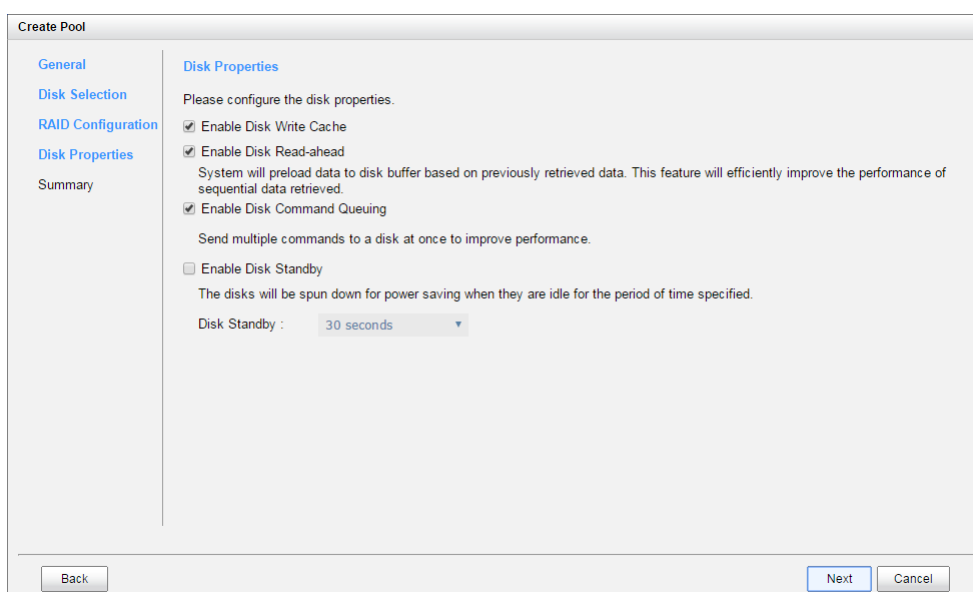 Create Pool
General
Disk Selection
RAID Configuration
Disk Properties
Summary
Disk Properties
Please configure the disk properties.
Enable Disk Write Cache
Enable Disk Read-ahead
System will preload data to disk buffer based on previously retrieved data. This feature will efficiently improve the performance of
sequential data retrieved.
Enable Disk Command Queuing
Send multiple commands to a disk at once to improve performance.
Enable Disk Standby
The disks will be spun down for power saving when they are idle for the period of time specified.
Disk Standby : 30 seconds
Back Next Cancel